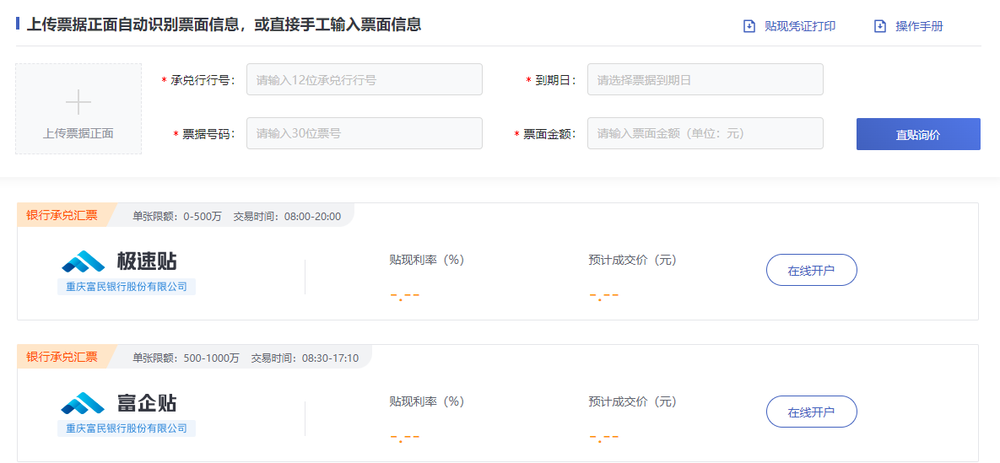 上传票据正面自动识别票面信息，或直接手工输入票面信息
贴现凭证打印 操作手册
* 承兑行行号： 请输入12位承兑行行号 * 到期日： 请选择票据到期日
上传票据正面
* 票据号码： 请输入30位票号 * 票面金额： 请输入票面金额（单位：元） 直贴询价
银行承兑汇票 单张限额：0-500万 交易时间：08:00-20:00
极速贴 贴现利率（%） 预计成交价（元）
在线开户
重庆富民银行股份有限公司
-.-- -.--
银行承兑汇票 单张限额：500-1000万 交易时间：08:30-17:10
富企贴 贴现利率（%） 预计成交价（元）
在线开户
重庆富民银行股份有限公司
-.-- -.--